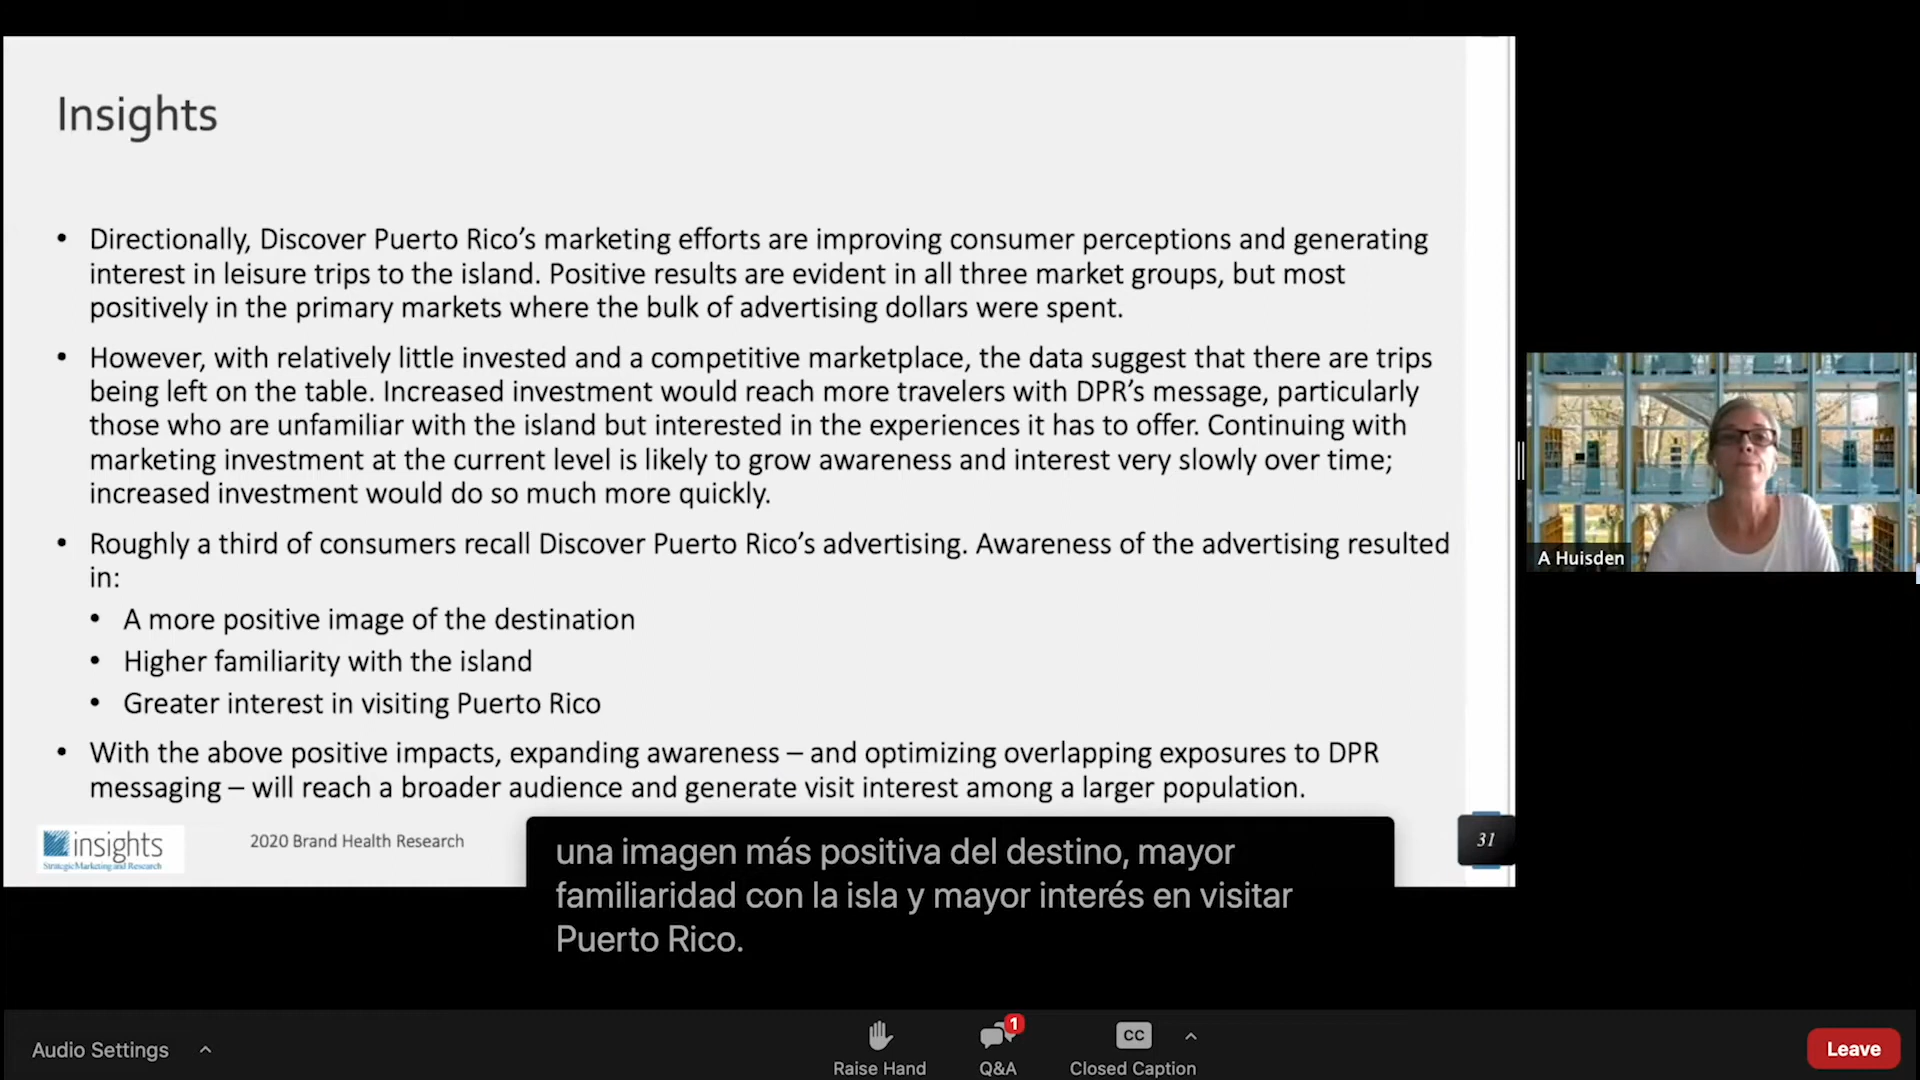 Insights
• Directionally, Discover Puerto Rico’s marketing efforts are improving consumer perceptions and generating
interest in leisure trips to the island. Positive results are evident in all three market groups, but most
positively in the primary markets where the bulk of advertising dollars were spent.
• However, with relatively little invested and a competitive marketplace, the data suggest that there are trips
being left on the table. Increased investment would reach more travelers with DPR’s message, particularly
those who are unfamiliar with the island but interested in the experiences it has to offer. Continuing with
marketing investment at the current level is likely to grow awareness and interest very slowly over time;
increased investment would do so much more quickly.
• Roughly a third of consumers recall Discover Puerto Rico’s advertising. Awareness of the advertising resulted
in:
• A more positive image of the destination
• Higher familiarity with the island
• Greater interest in visiting Puerto Rico
• With the above positive impacts, expanding awareness – and optimizing overlapping exposures to DPR
messaging – will reach a broader audience and generate visit interest among a larger population.
insights
Strategic Marketing and Research
2020 Brand Health Research
31
A Huisden
una imagen más positiva del destino, mayor
familiaridad con la isla y mayor interés en visitar
Puerto Rico.
Audio Settings
Raise Hand
1
Q&A
CC
Closed Caption
Leave